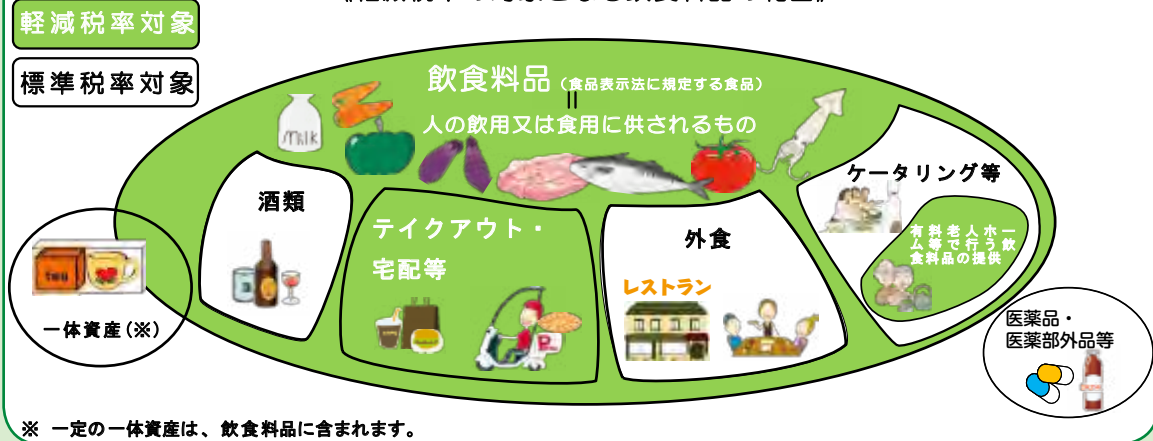 軽減税率対象
標準税率対象
飲食料品(食品表示法に規定する食品)
=
人の飲用又は食用に供されるもの
Milk
酒類
テイクアウト・
宅配等
外食
レストラン
ケータリング等
有料老人ホー
ム等で行う飲
食料品の提供
一体資産(※)
医薬品・
医薬部外品等
※ 一定の一体資産は、飲食料品に含まれます。